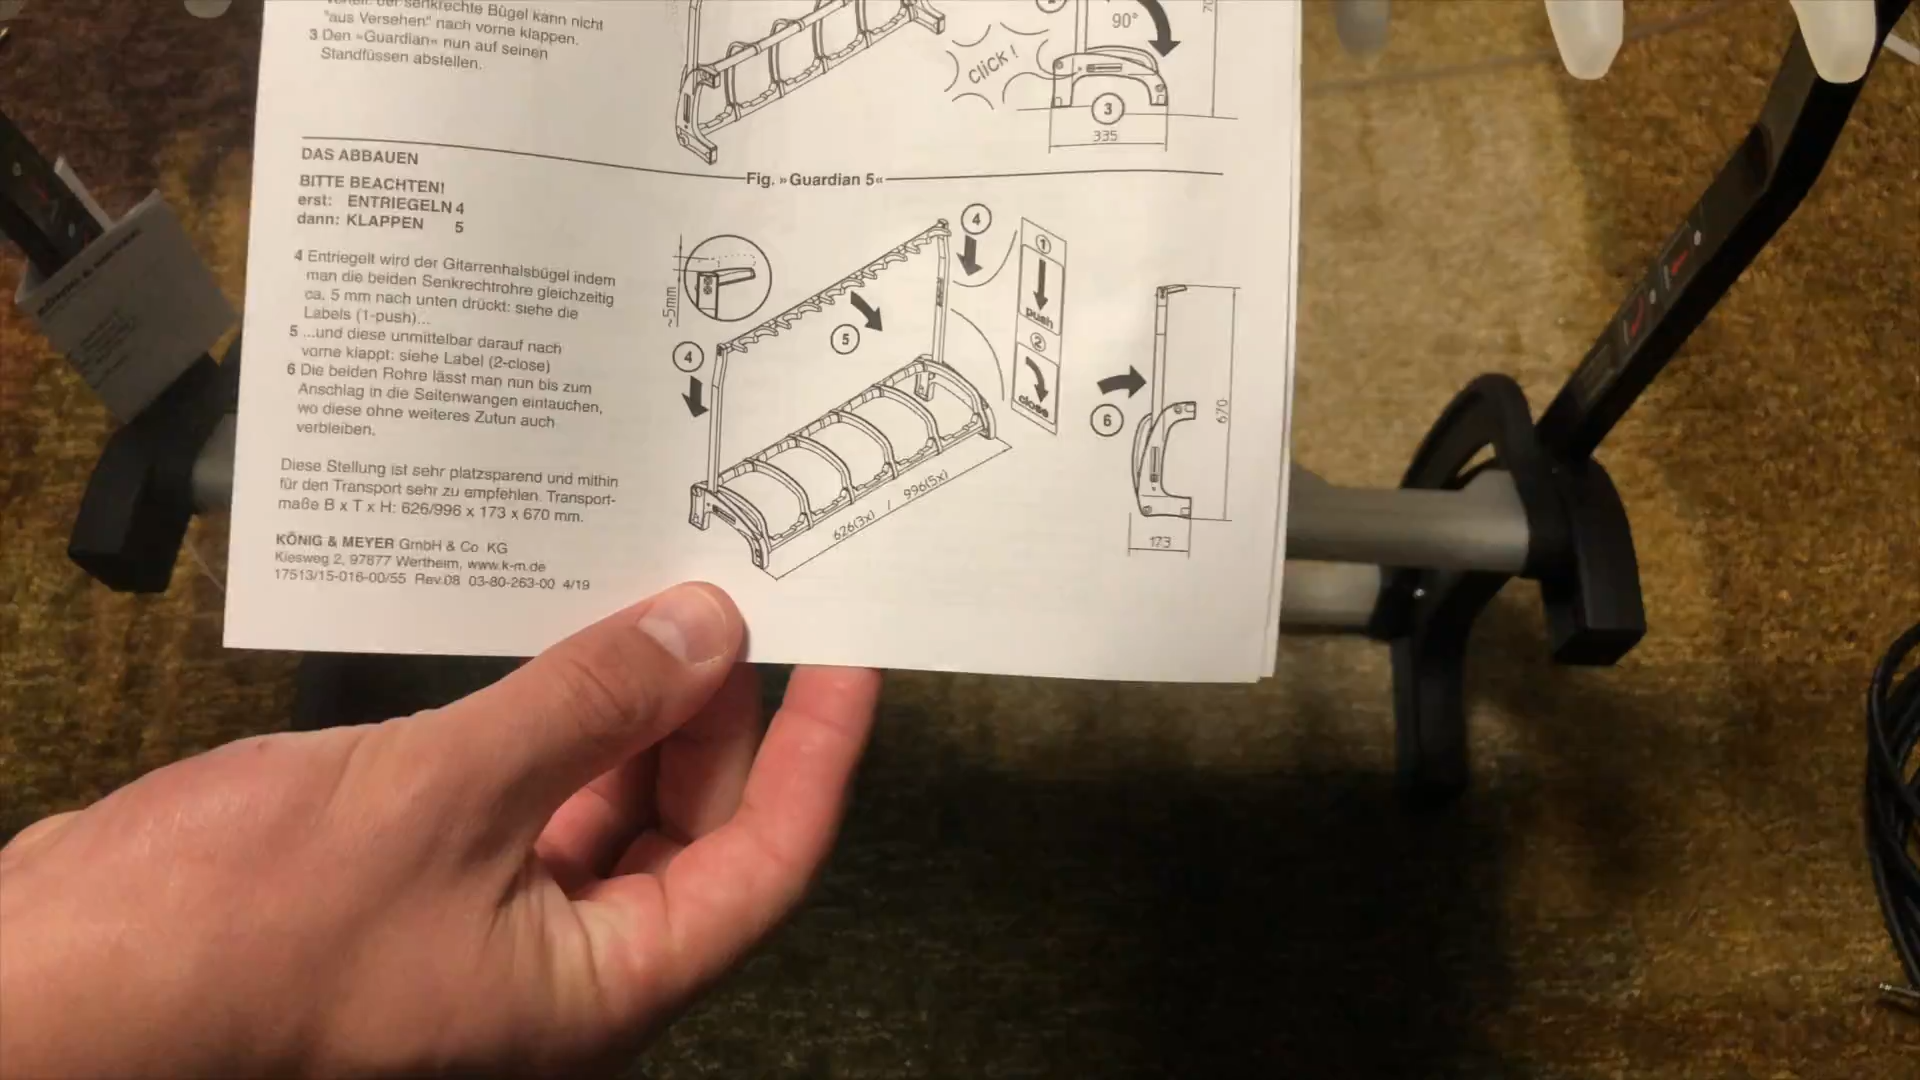 senkrechte Bügel kann nicht
"aus Versehen" nach vorne klappen.
3 Den »Guardian« nun auf seinen
Standfüssen abstellen.
click !
90°
3
335
DAS ABBAUEN
BITTE BEACHTEN!
erst: ENTRIEGELN 4
dann: KLAPPEN 5
4 Entriegelt wird der Gitarrenhalsbügel indem
man die beiden Senkrechtrohre gleichzeitig
ca. 5 mm nach unten drückt: siehe die
Labels (1-push)...
5 ...und diese unmittelbar darauf nach
vorne klappt: siehe Label (2-close)
6 Die beiden Rohre lässt man nun bis zum
Anschlag in die Seitenwangen eintauchen,
wo diese ohne weiteres Zutun auch
verbleiben.
Diese Stellung ist sehr platzsparend und mithin
für den Transport sehr zu empfehlen. Transport-
maße B x T x H: 626/996 x 173 x 670 mm.
KÖNIG & MEYER GmbH & Co KG
Kiesweg 2, 97877 Wertheim, www.k-m.de
17513/15-016-00/55 Rev.08 03-80-263-00 4/19
Fig. »Guardian 5«
4
~5mm
4
5
1
push
2
close
626(3x) / 996(5x)
6
670
173